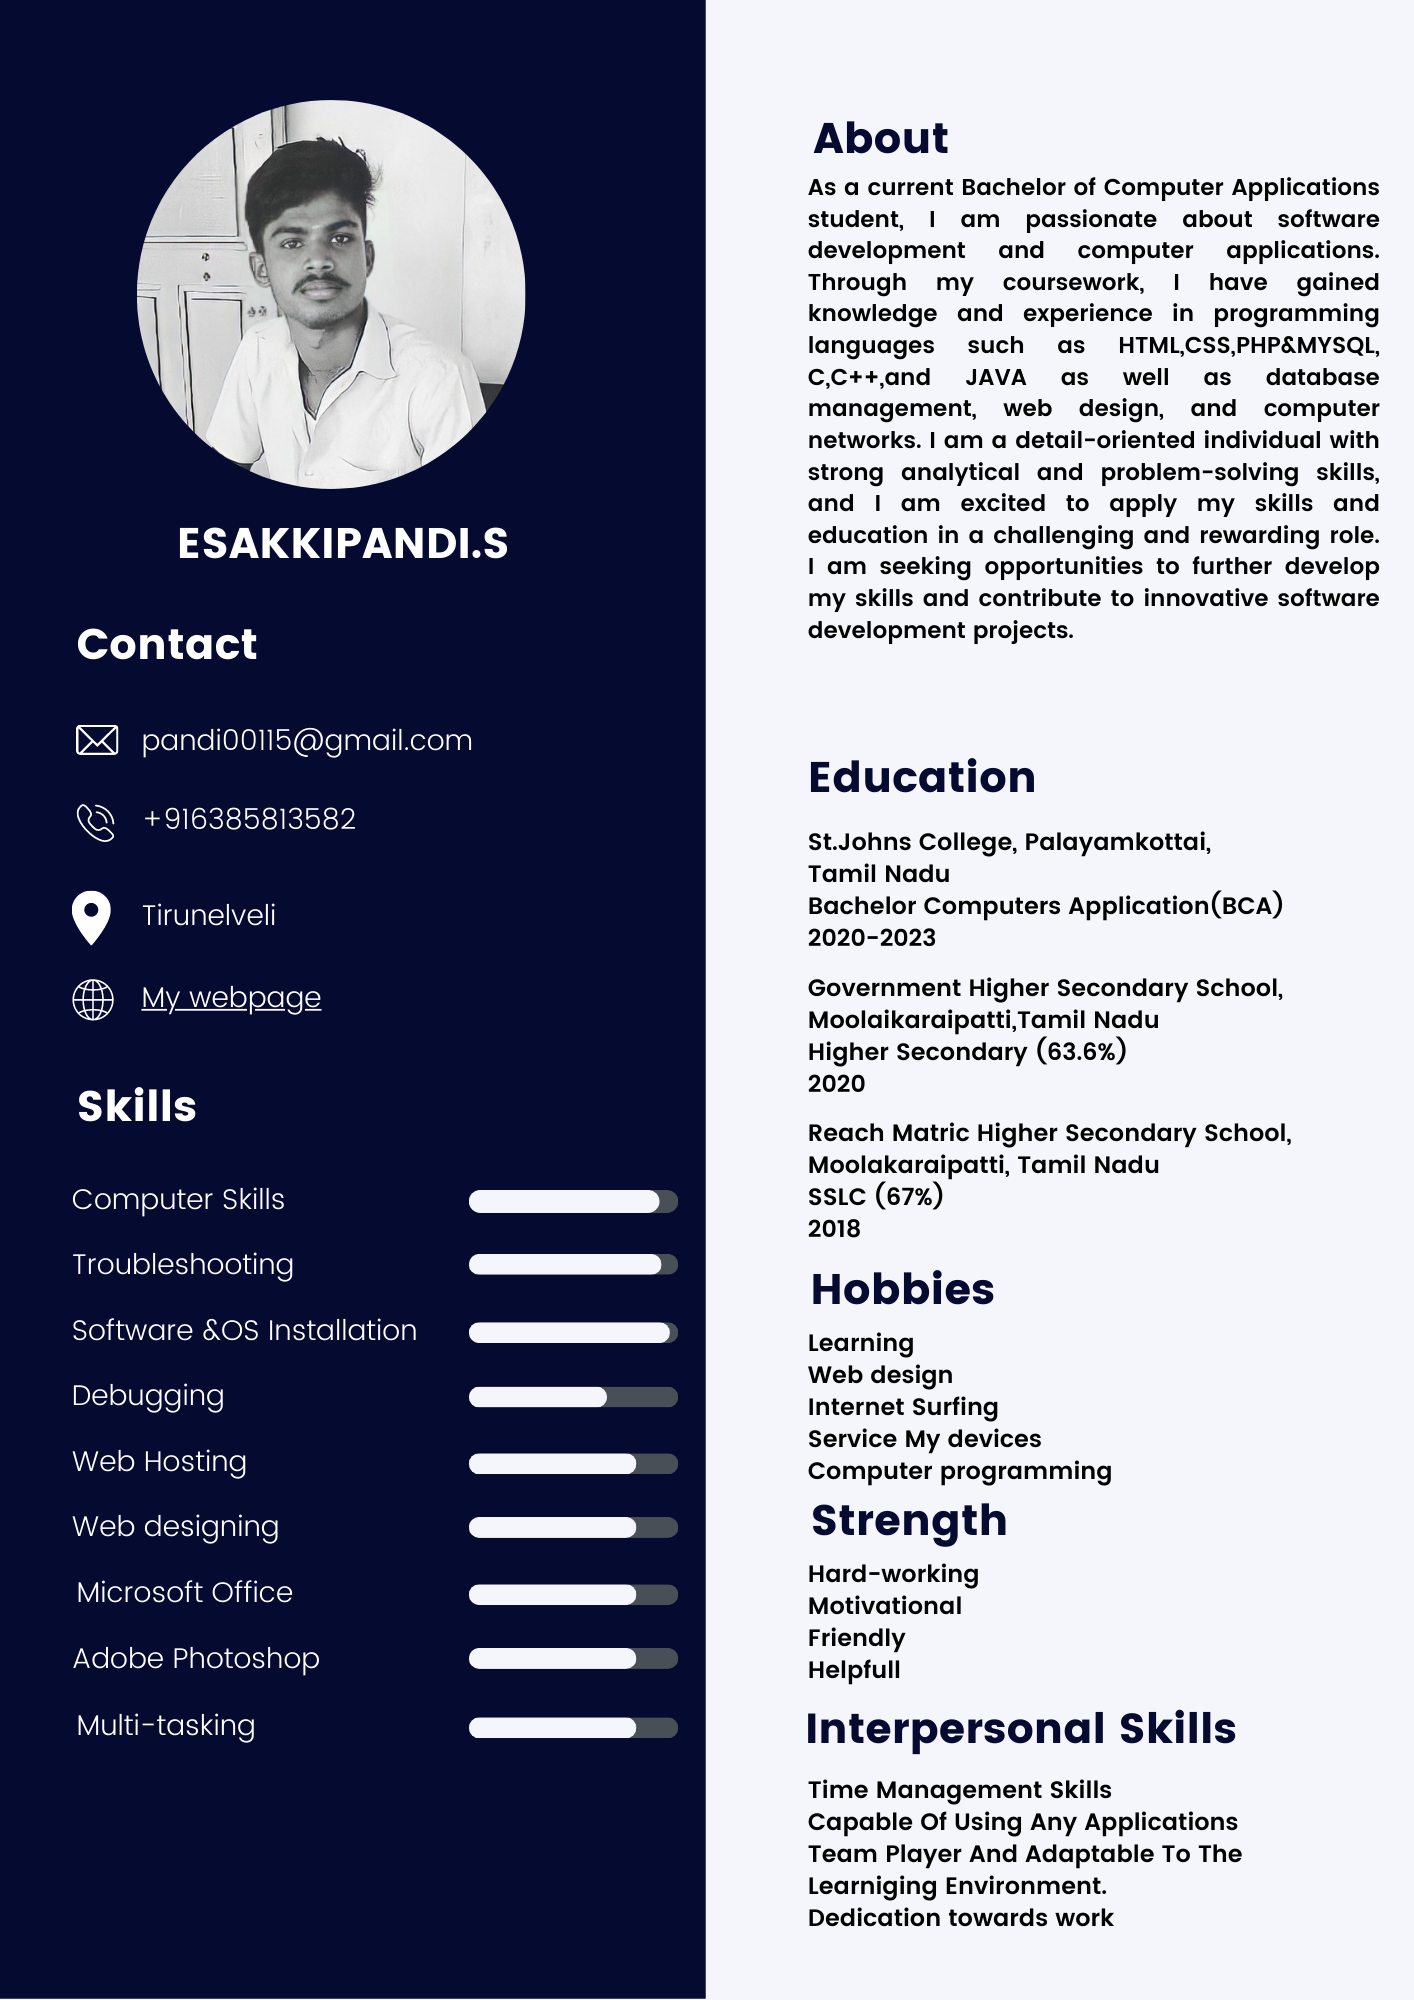 ESAKKIPANDI.S
Contact
pandi00115@gmail.com
+916385813582
Tirunelveli
My webpage
Skills
Computer Skills
Troubleshooting
Software &OS Installation
Debugging
Web Hosting
Web designing
Microsoft Office
Adobe Photoshop
Multi-tasking
About
As a current Bachelor of Computer Applications
student, I am passionate about software
development and computer applications.
Through my coursework, I have gained
knowledge and experience in programming
languages such as HTML,CSS,PHP&MYSQL,
C,C++,and JAVA as well as database
management, web design, and computer
networks. I am a detail-oriented individual with
strong analytical and problem-solving skills,
and I am excited to apply my skills and
education in a challenging and rewarding role.
I am seeking opportunities to further develop
my skills and contribute to innovative software
development projects.
Education
St.Johns College, Palayamkottai,
Tamil Nadu
Bachelor Computers Application(BCA)
2020-2023
Government Higher Secondary School,
Moolaikaraipatti,Tamil Nadu
Higher Secondary (63.6%)
2020
Reach Matric Higher Secondary School,
Moolakaraipatti, Tamil Nadu
SSLC (67%)
2018
Hobbies
Learning
Web design
Internet Surfing
Service My devices
Computer programming
Strength
Hard-working
Motivational
Friendly
Helpfull
Interpersonal Skills
Time Management Skills
Capable Of Using Any Applications
Team Player And Adaptable To The
Learniging Environment.
Dedication towards work